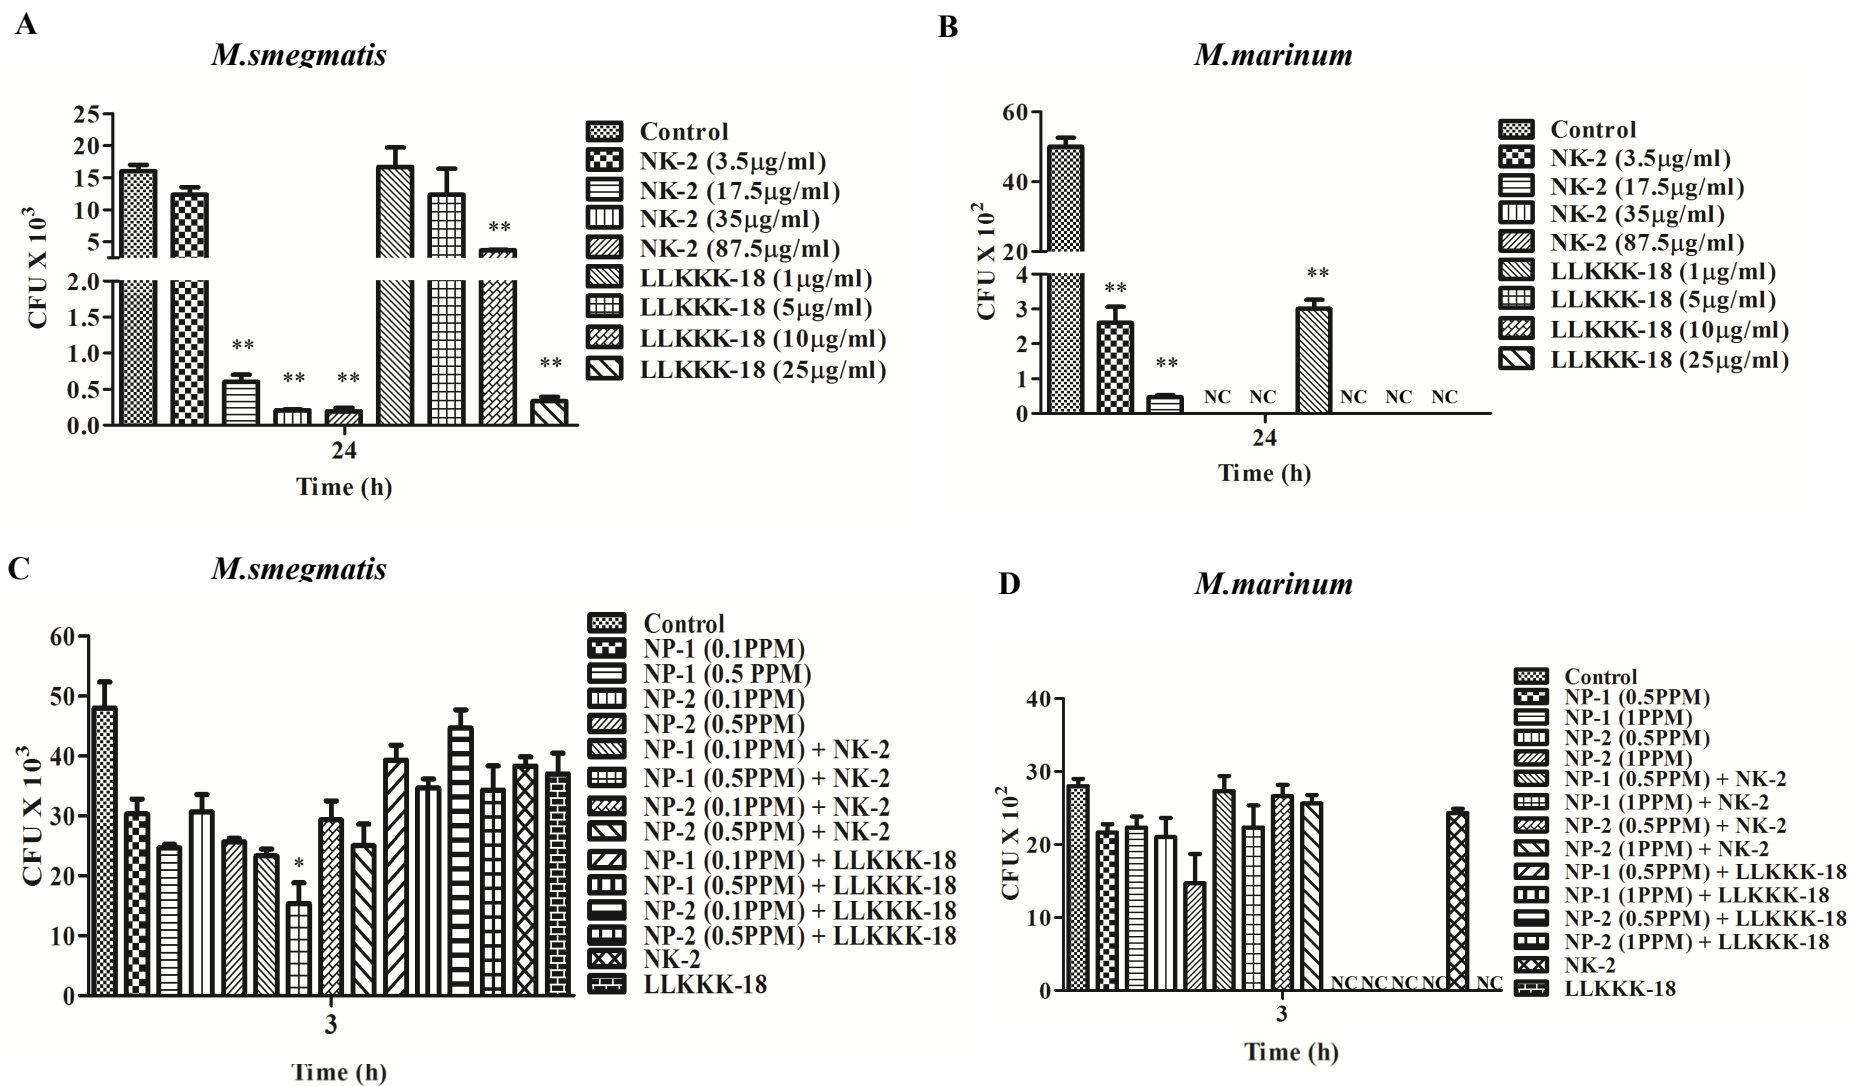 A
M.smegmatis
25
20
15
10
5
2.0
1.5
1.0
0.5
0.0
CFU X 10³
**
**
**
**
**
24
Time (h)
Control
NK-2 (3.5µg/ml)
NK-2 (17.5µg/ml)
NK-2 (35µg/ml)
NK-2 (87.5µg/ml)
LLKKK-18 (1µg/ml)
LLKKK-18 (5µg/ml)
LLKKK-18 (10µg/ml)
LLKKK-18 (25µg/ml)
B
M.marinum
60
40
20
4
3
2
1
0
CFU X 10²
**
**
**
NC NC NC NC NC
24
Time (h)
Control
NK-2 (3.5µg/ml)
NK-2 (17.5µg/ml)
NK-2 (35µg/ml)
NK-2 (87.5µg/ml)
LLKKK-18 (1µg/ml)
LLKKK-18 (5µg/ml)
LLKKK-18 (10µg/ml)
LLKKK-18 (25µg/ml)
C
M.smegmatis
60
50
40
30
20
10
0
CFU X 10³
*
3
Time (h)
Control
NP-1 (0.1PPM)
NP-1 (0.5 PPM)
NP-2 (0.1PPM)
NP-2 (0.5PPM)
NP-1 (0.1PPM) + NK-2
NP-1 (0.5PPM) + NK-2
NP-2 (0.1PPM) + NK-2
NP-2 (0.5PPM) + NK-2
NP-1 (0.1PPM) + LLKKK-18
NP-1 (0.5PPM) + LLKKK-18
NP-2 (0.1PPM) + LLKKK-18
NP-2 (0.5PPM) + LLKKK-18
NK-2
LLKKK-18
D
M.marinum
40
30
20
10
0
CFU X 10²
NC NC NC NC NC
3
Time (h)
Control
NP-1 (0.5PPM)
NP-1 (1PPM)
NP-2 (0.5PPM)
NP-2 (1PPM)
NP-1 (0.5PPM) + NK-2
NP-1 (1PPM) + NK-2
NP-2 (0.5PPM) + NK-2
NP-2 (1PPM) + NK-2
NP-1 (0.5PPM) + LLKKK-18
NP-1 (1PPM) + LLKKK-18
NP-2 (0.5PPM) + LLKKK-18
NP-2 (1PPM) + LLKKK-18
NK-2
LLKKK-18